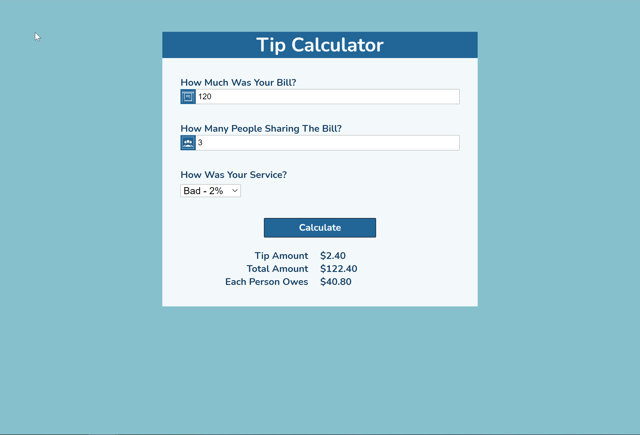 Tip Calculator
How Much Was Your Bill?
120
How Many People Sharing The Bill?
3
How Was Your Service?
Bad - 2%
Calculate
Tip Amount $2.40
Total Amount $122.40
Each Person Owes $40.80